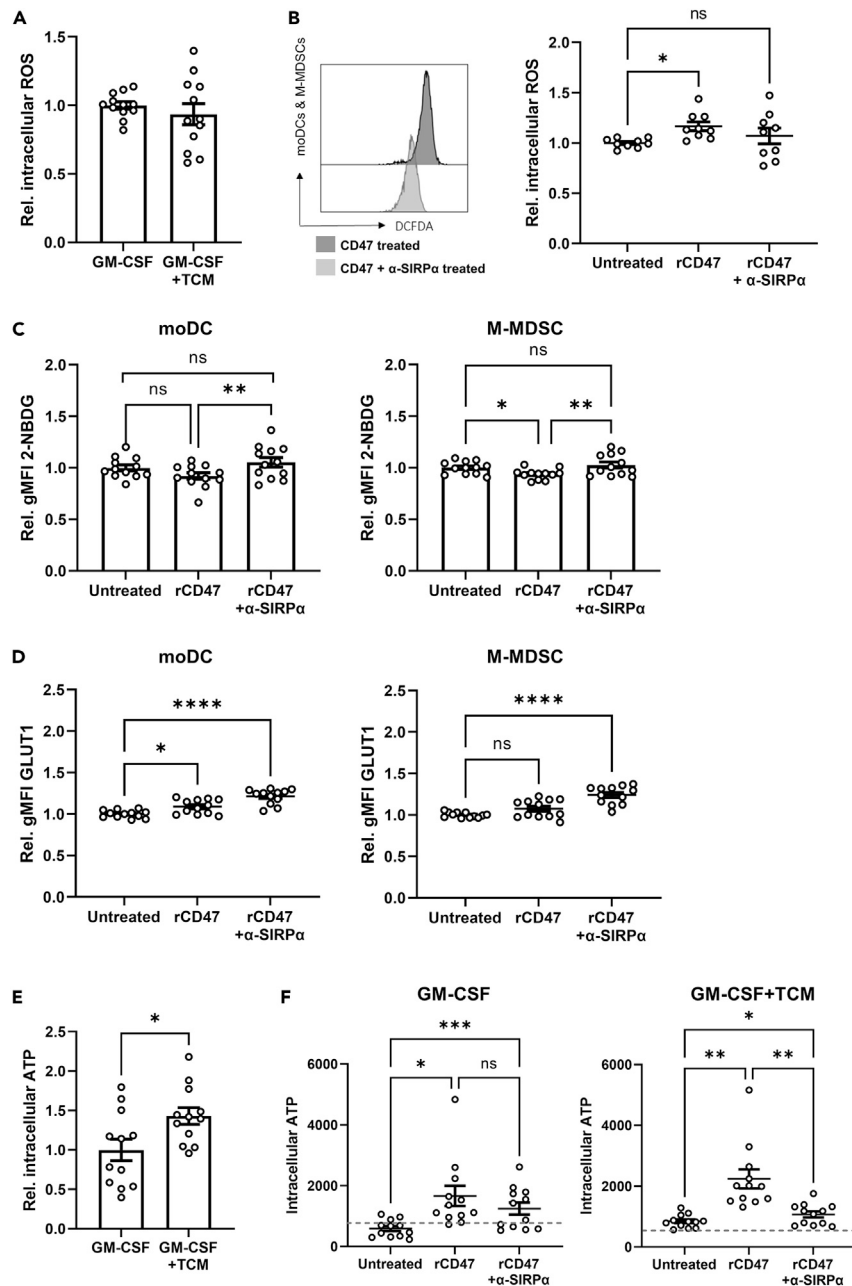 A
Rel. intracellular ROS
1.5
1.0
0.5
0.0
GM-CSF
GM-CSF
+TCM
B
moDCs & M-MDSCs
DCFDA
CD47 treated
CD47 + α-SIRPα treated
Rel. intracellular ROS
2.0
1.5
1.0
0.5
0.0
ns
*
Untreated
rCD47
rCD47
+ α-SIRPα
C
moDC
Rel. gMFI 2-NBDG
2.0
1.5
1.0
0.5
0.0
ns
ns
**
Untreated
rCD47
rCD47
+α-SIRPα
M-MDSC
Rel. gMFI 2-NBDG
2.0
1.5
1.0
0.5
0.0
ns
*
**
Untreated
rCD47
rCD47
+α-SIRPα
D
moDC
Rel. gMFI GLUT1
2.5
2.0
1.5
1.0
0.5
0.0
****
*
Untreated
rCD47
rCD47
+α-SIRPα
M-MDSC
Rel. gMFI GLUT1
2.5
2.0
1.5
1.0
0.5
0.0
****
ns
Untreated
rCD47
rCD47
+α-SIRPα
E
Rel. intracellular ATP
2.5
2.0
1.5
1.0
0.5
0.0
*
GM-CSF
GM-CSF
+TCM
F
GM-CSF
Intracellular ATP
6000
4000
2000
0
***
*
ns
Untreated
rCD47
rCD47
+α-SIRPα
GM-CSF+TCM
Intracellular ATP
6000
4000
2000
0
*
**
**
Untreated
rCD47
rCD47
+α-SIRPα